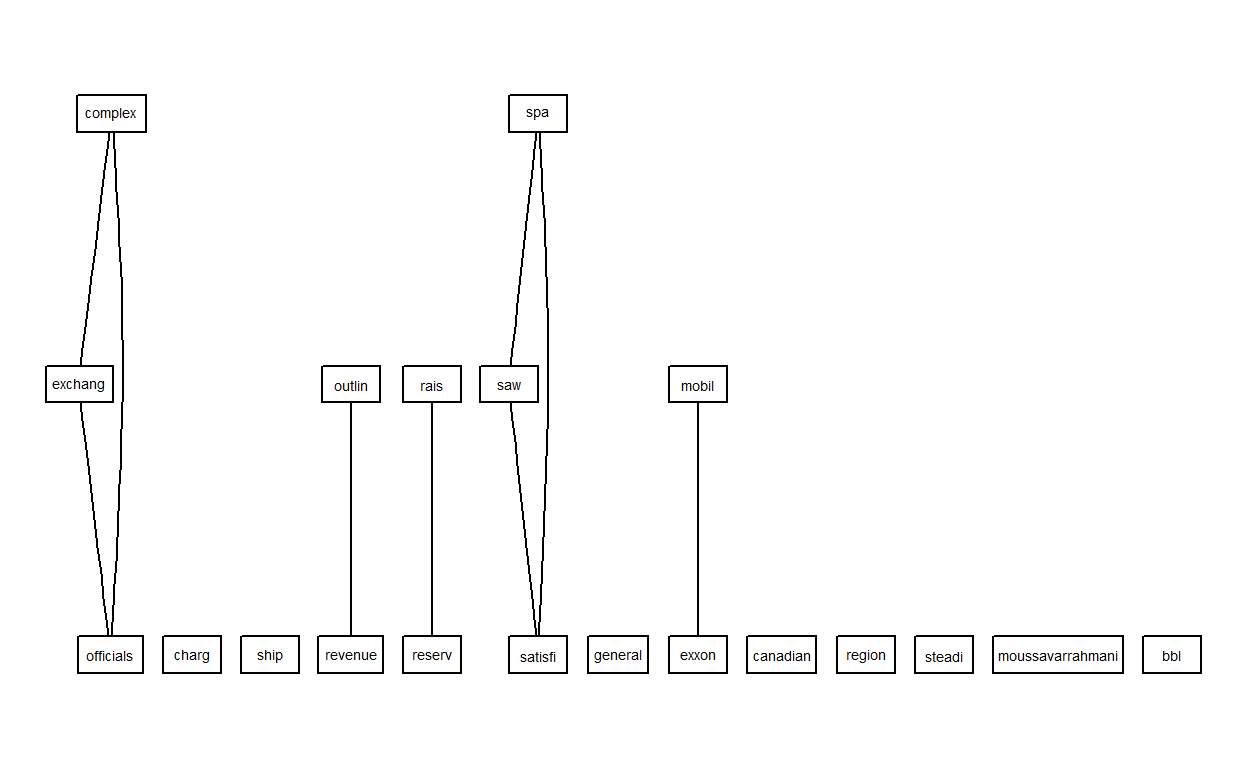 complex
spa
exchang
outlin
rais
saw
mobil
officials
charg
ship
revenue
reserv
satisfi
general
exxon
canadian
region
steadi
moussavarrahmani
bbl